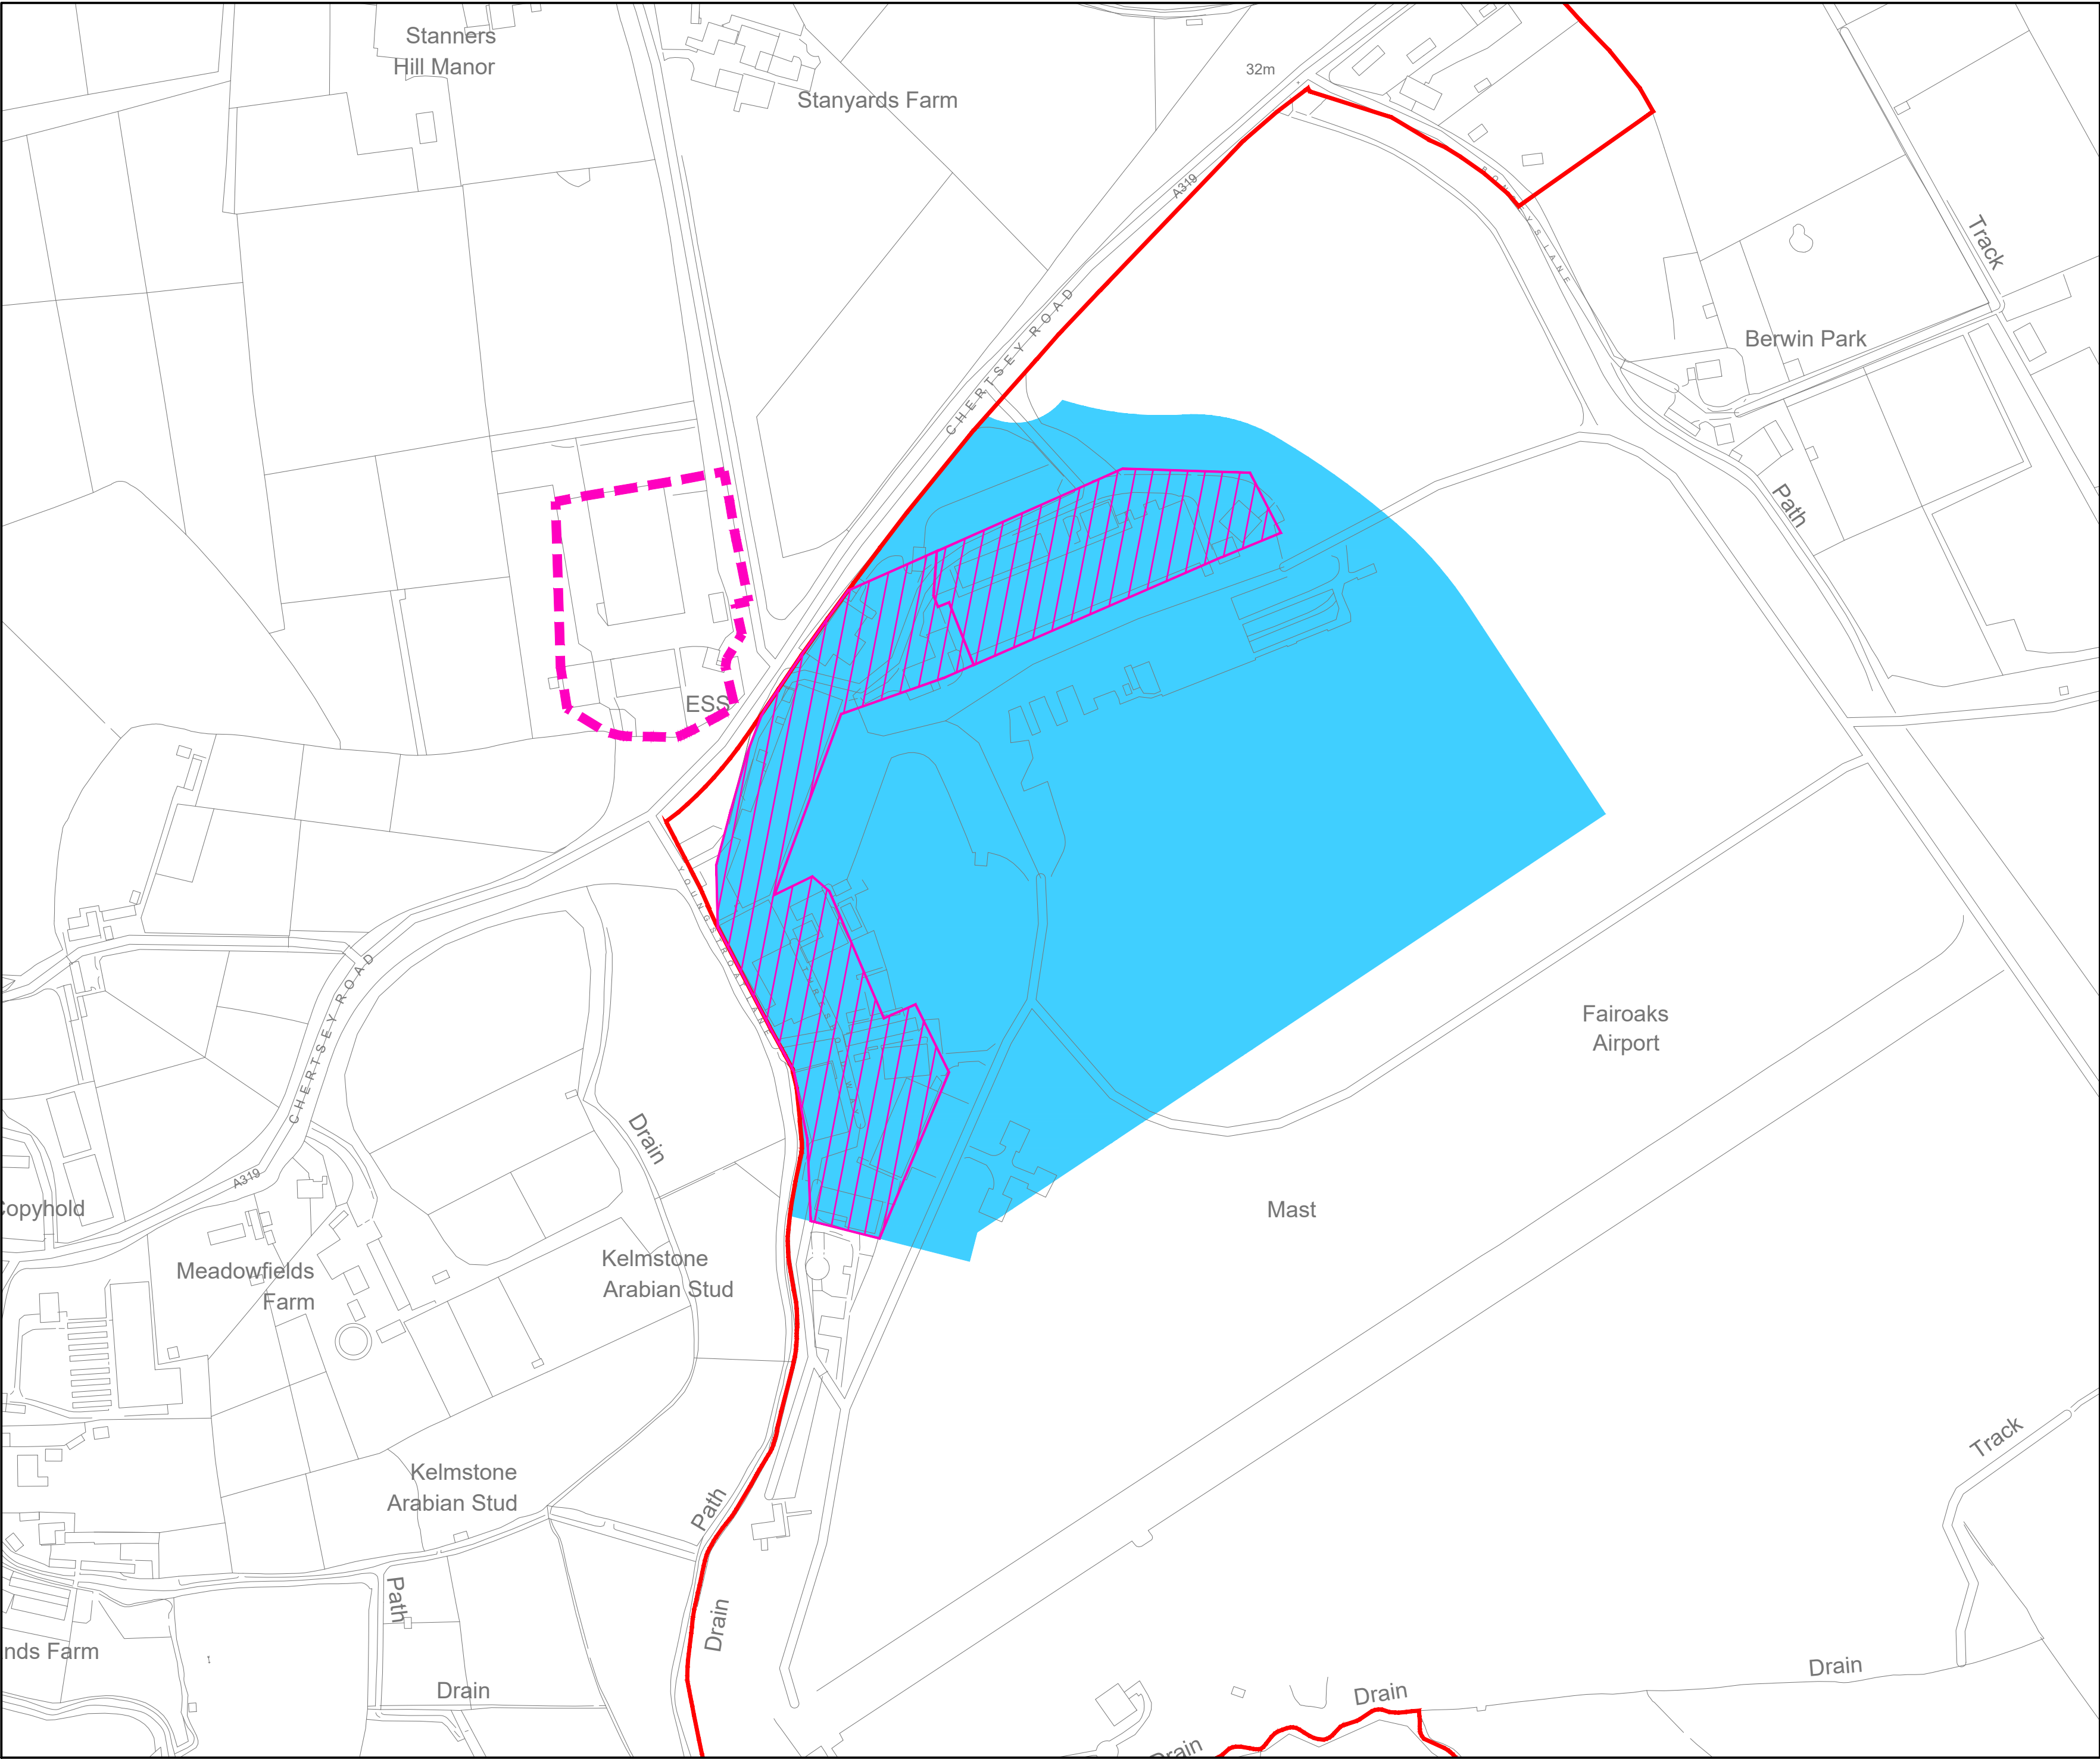 Stanners
Hill Manor
Stanyards Farm
32m
A319
CHERTSEY ROAD
Track
Berwin Park
Path
ESS
YOUNGSTROAT LANE
CHERTSEY ROAD
A319
Fairoaks
Airport
Drain
Mast
Copyhold
Meadowfields
Farm
Kelmstone
Arabian Stud
Kelmstone
Arabian Stud
Path
Track
Path
Drain
nds Farm
Drain
Drain
Drain
Drain